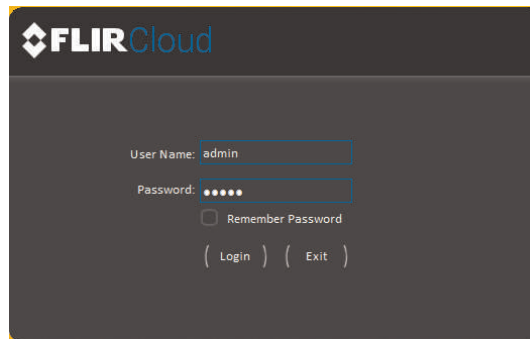 FLIRCloud
User Name: admin
Password: •••••
Remember Password
( Login ) ( Exit )